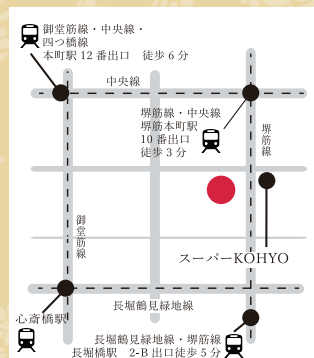 御堂筋線・中央線・
四つ橋線
本町駅 12 番出口　徒歩 6 分
中央線
堺筋線・中央線
堺筋本町駅
10 番出口
徒歩 3 分
堺筋線
御堂筋線
スーパーKOHYO
長堀鶴見緑地線
心斎橋駅
長堀鶴見緑地線・堺筋線
長堀橋駅　2-B 出口徒歩 5 分